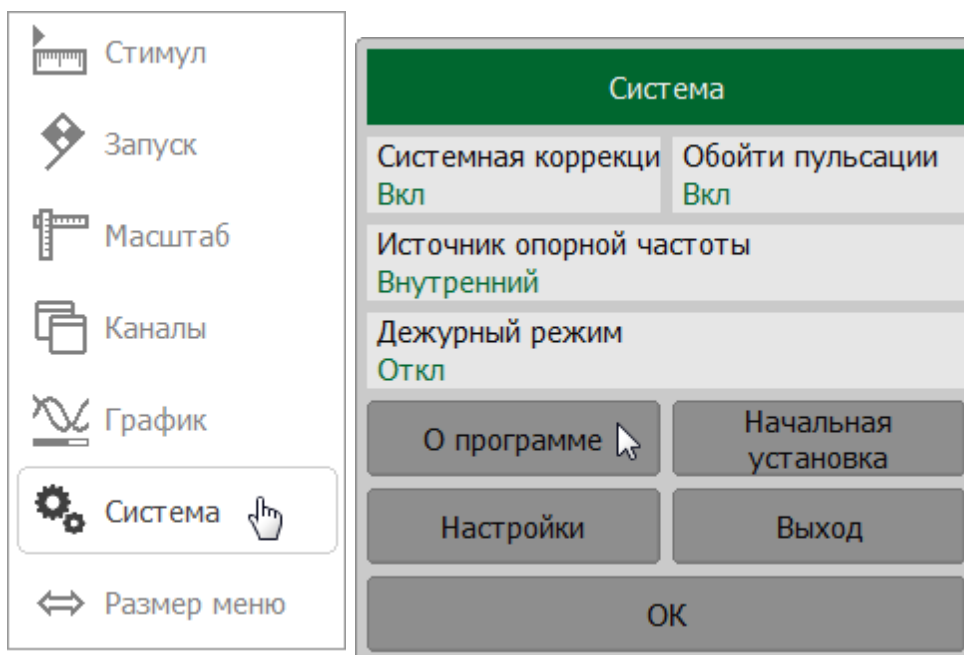 Стимул
Запуск
Масштаб
Каналы
График
Система
Размер меню
Система
Системная коррекци
Вкл
Обойти пульсации
Вкл
Источник опорной частоты
Внутренний
Дежурный режим
Откл
О программе
Начальная
установка
Настройки
Выход
ОК